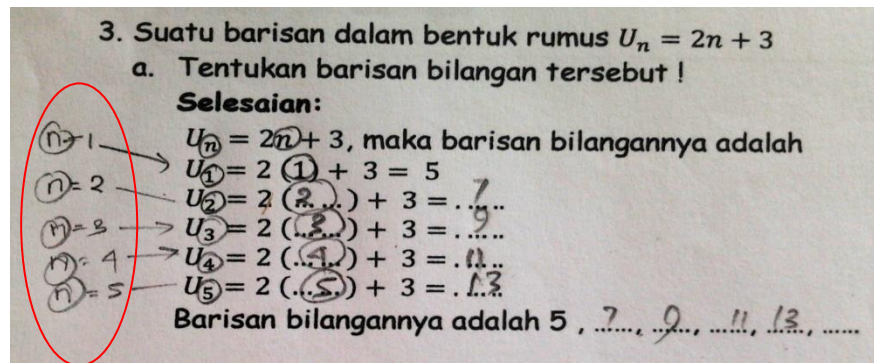 3. Suatu barisan dalam bentuk rumus Uₙ = 2n + 3
a. Tentukan barisan bilangan tersebut !
Selesaian:
n=1 Uₙ = 2n + 3, maka barisan bilangannya adalah
U₁ = 2 (1) + 3 = 5
n=2 U₂ = 2 (2...) + 3 = 7
n=3 U₃ = 2 (3) + 3 = 9
n=4 U₄ = 2 (4) + 3 = 11
n=5 U₅ = 2 (5) + 3 = 13
Barisan bilangannya adalah 5 , 7, 9, 11, 13, ......